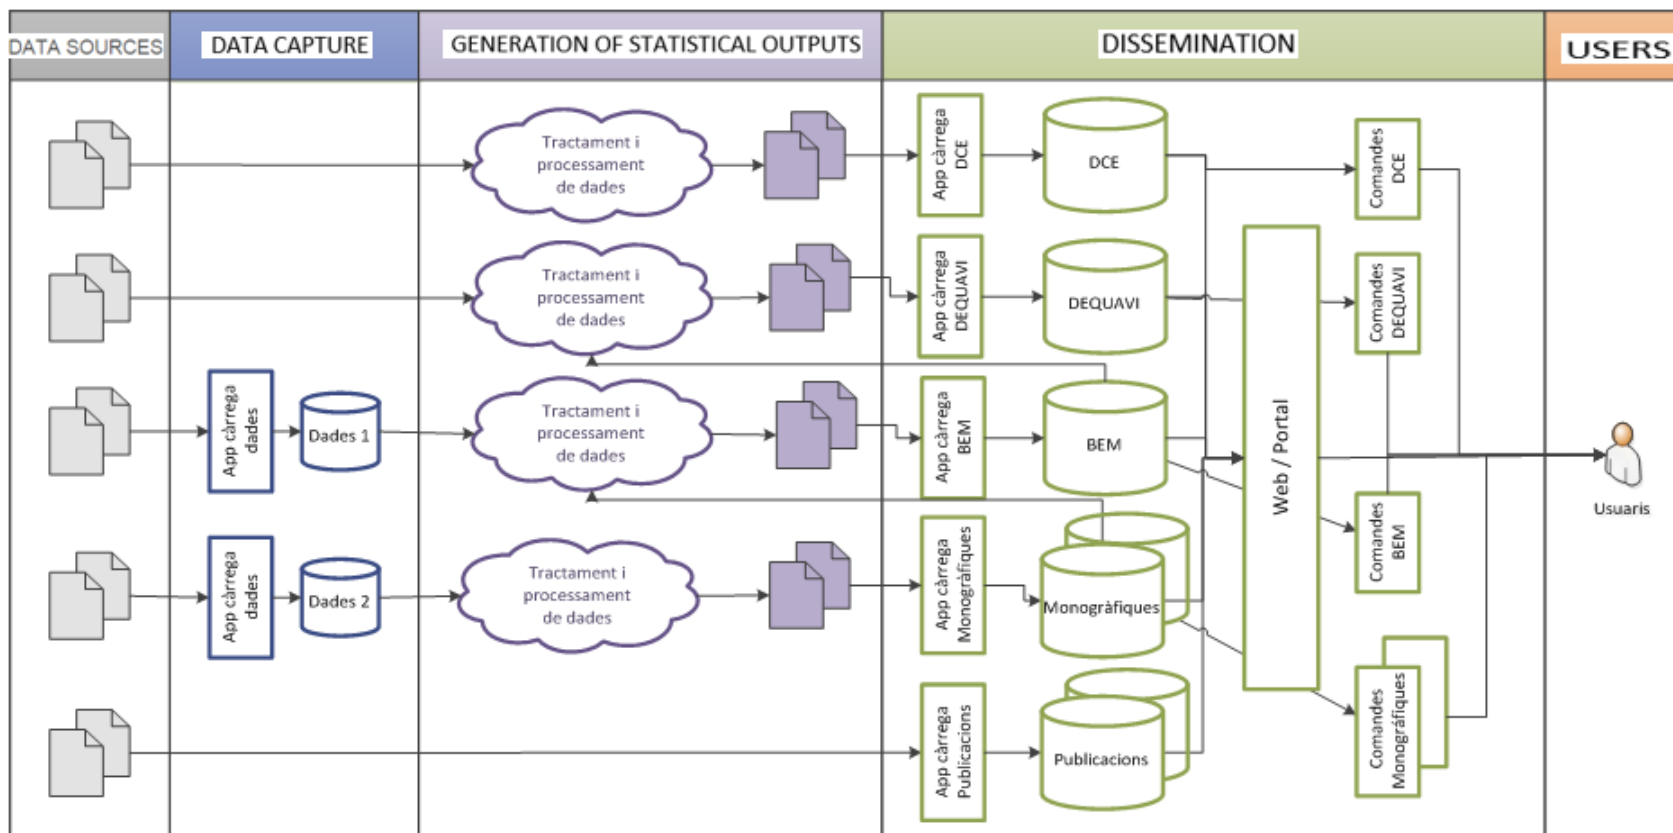 DATA SOURCES
DATA CAPTURE
GENERATION OF STATISTICAL OUTPUTS
DISSEMINATION
USERS
Tractament i
processament
de dades
App càrrega
DCE
DCE
Comandes
DCE
Tractament i
processament
de dades
App càrrega
DEQUAVI
DEQUAVI
Comandes
DEQUAVI
App càrrega
dades
Dades 1
Tractament i
processament
de dades
App càrrega
BEM
BEM
Web / Portal
Comandes
BEM
Usuaris
App càrrega
dades
Dades 2
Tractament i
processament
de dades
App càrrega
Monogràfiques
Monogràfiques
Comandes
Monogràfiques
App càrrega
Publicacions
Publicacions